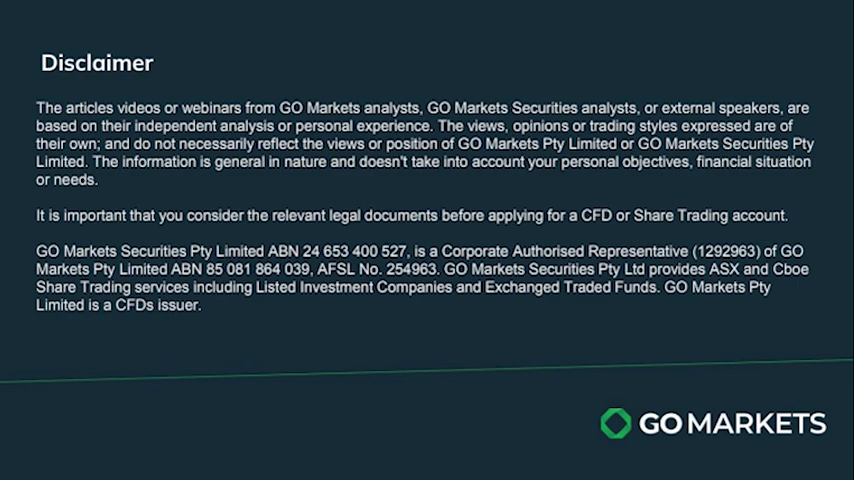 Disclaimer
The articles videos or webinars from GO Markets analysts, GO Markets Securities analysts, or external speakers, are
based on their independent analysis or personal experience. The views, opinions or trading styles expressed are of
their own; and do not necessarily reflect the views or position of GO Markets Pty Limited or GO Markets Securities Pty
Limited. The information is general in nature and doesn't take into account your personal objectives, financial situation
or needs.
It is important that you consider the relevant legal documents before applying for a CFD or Share Trading account.
GO Markets Securities Pty Limited ABN 24 653 400 527, is a Corporate Authorised Representative (1292963) of GO
Markets Pty Limited ABN 85 081 864 039, AFSL No. 254963. GO Markets Securities Pty Ltd provides ASX and Cboe
Share Trading services including Listed Investment Companies and Exchanged Traded Funds. GO Markets Pty
Limited is a CFDs issuer.
GO MARKETS